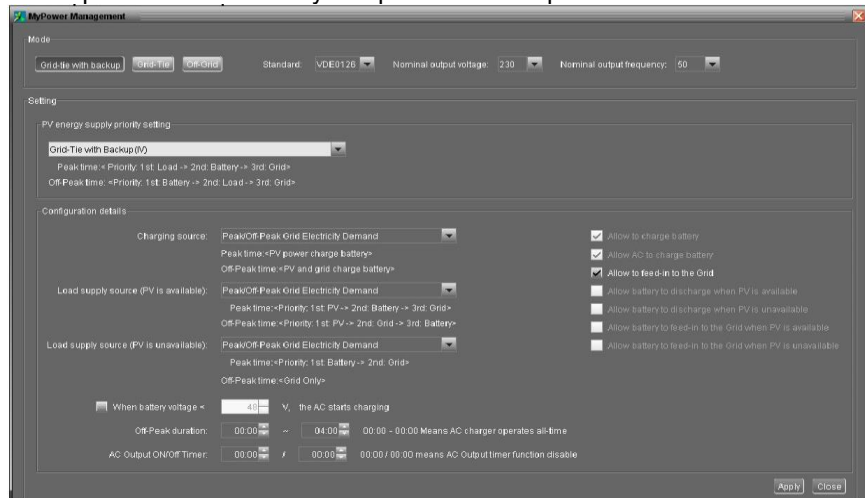 MyPower Management
Mode
Grid-tie with backup Grid-Tie Off-Grid Standard: VDE0126 Nominal output voltage: 230 Nominal output frequency: 50
Setting
PV energy supply priority setting
Grid-Tie with Backup(IV)
Peak time:< Priority: 1st: Load -> 2nd: Battery -> 3rd: Grid>
Off-Peak time: <Priority: 1st: Battery -> 2nd: Load -> 3rd: Grid>
Configuration details
Charging source: Peak/Off-Peak Grid Electricity Demand
Peak time:<PV power charge battery>
Off-Peak time:<PV and grid charge battery>
Load supply source (PV is available): Peak/Off-Peak Grid Electricity Demand
Peak time:<Priority: 1st: PV-> 2nd: Battery -> 3rd: Grid>
Off-Peak time:<Priority: 1st: PV-> 2nd: Grid -> 3rd: Battery>
Load supply source (PV is unavailable): Peak/Off-Peak Grid Electricity Demand
Peak time:<Priority: 1st: Battery -> 2nd: Grid>
Off-Peak time:<Grid Only>
Allow to charge battery
Allow AC to charge battery
Allow to feed-in to the Grid
Allow battery to discharge when PV is available
Allow battery to discharge when PV is unavailable
Allow battery to feed-in to the Grid when PV is available
Allow battery to feed-in to the Grid when PV is unavailable
When battery voltage < 48 V, the AC starts charging
Off-Peak duration: 00:00 ~ 04:00 00:00 - 00:00 Means AC charger operates all-time
AC Output ON/Off Timer: 00:00 / 00:00 00:00 / 00:00 means AC Output timer function disable
Apply Close